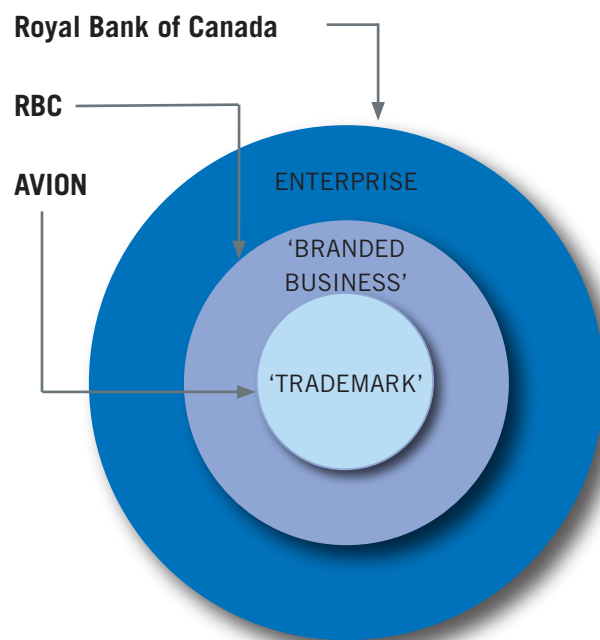 Royal Bank of Canada
RBC
AVION
ENTERPRISE
‘BRANDED
BUSINESS’
‘TRADEMARK’